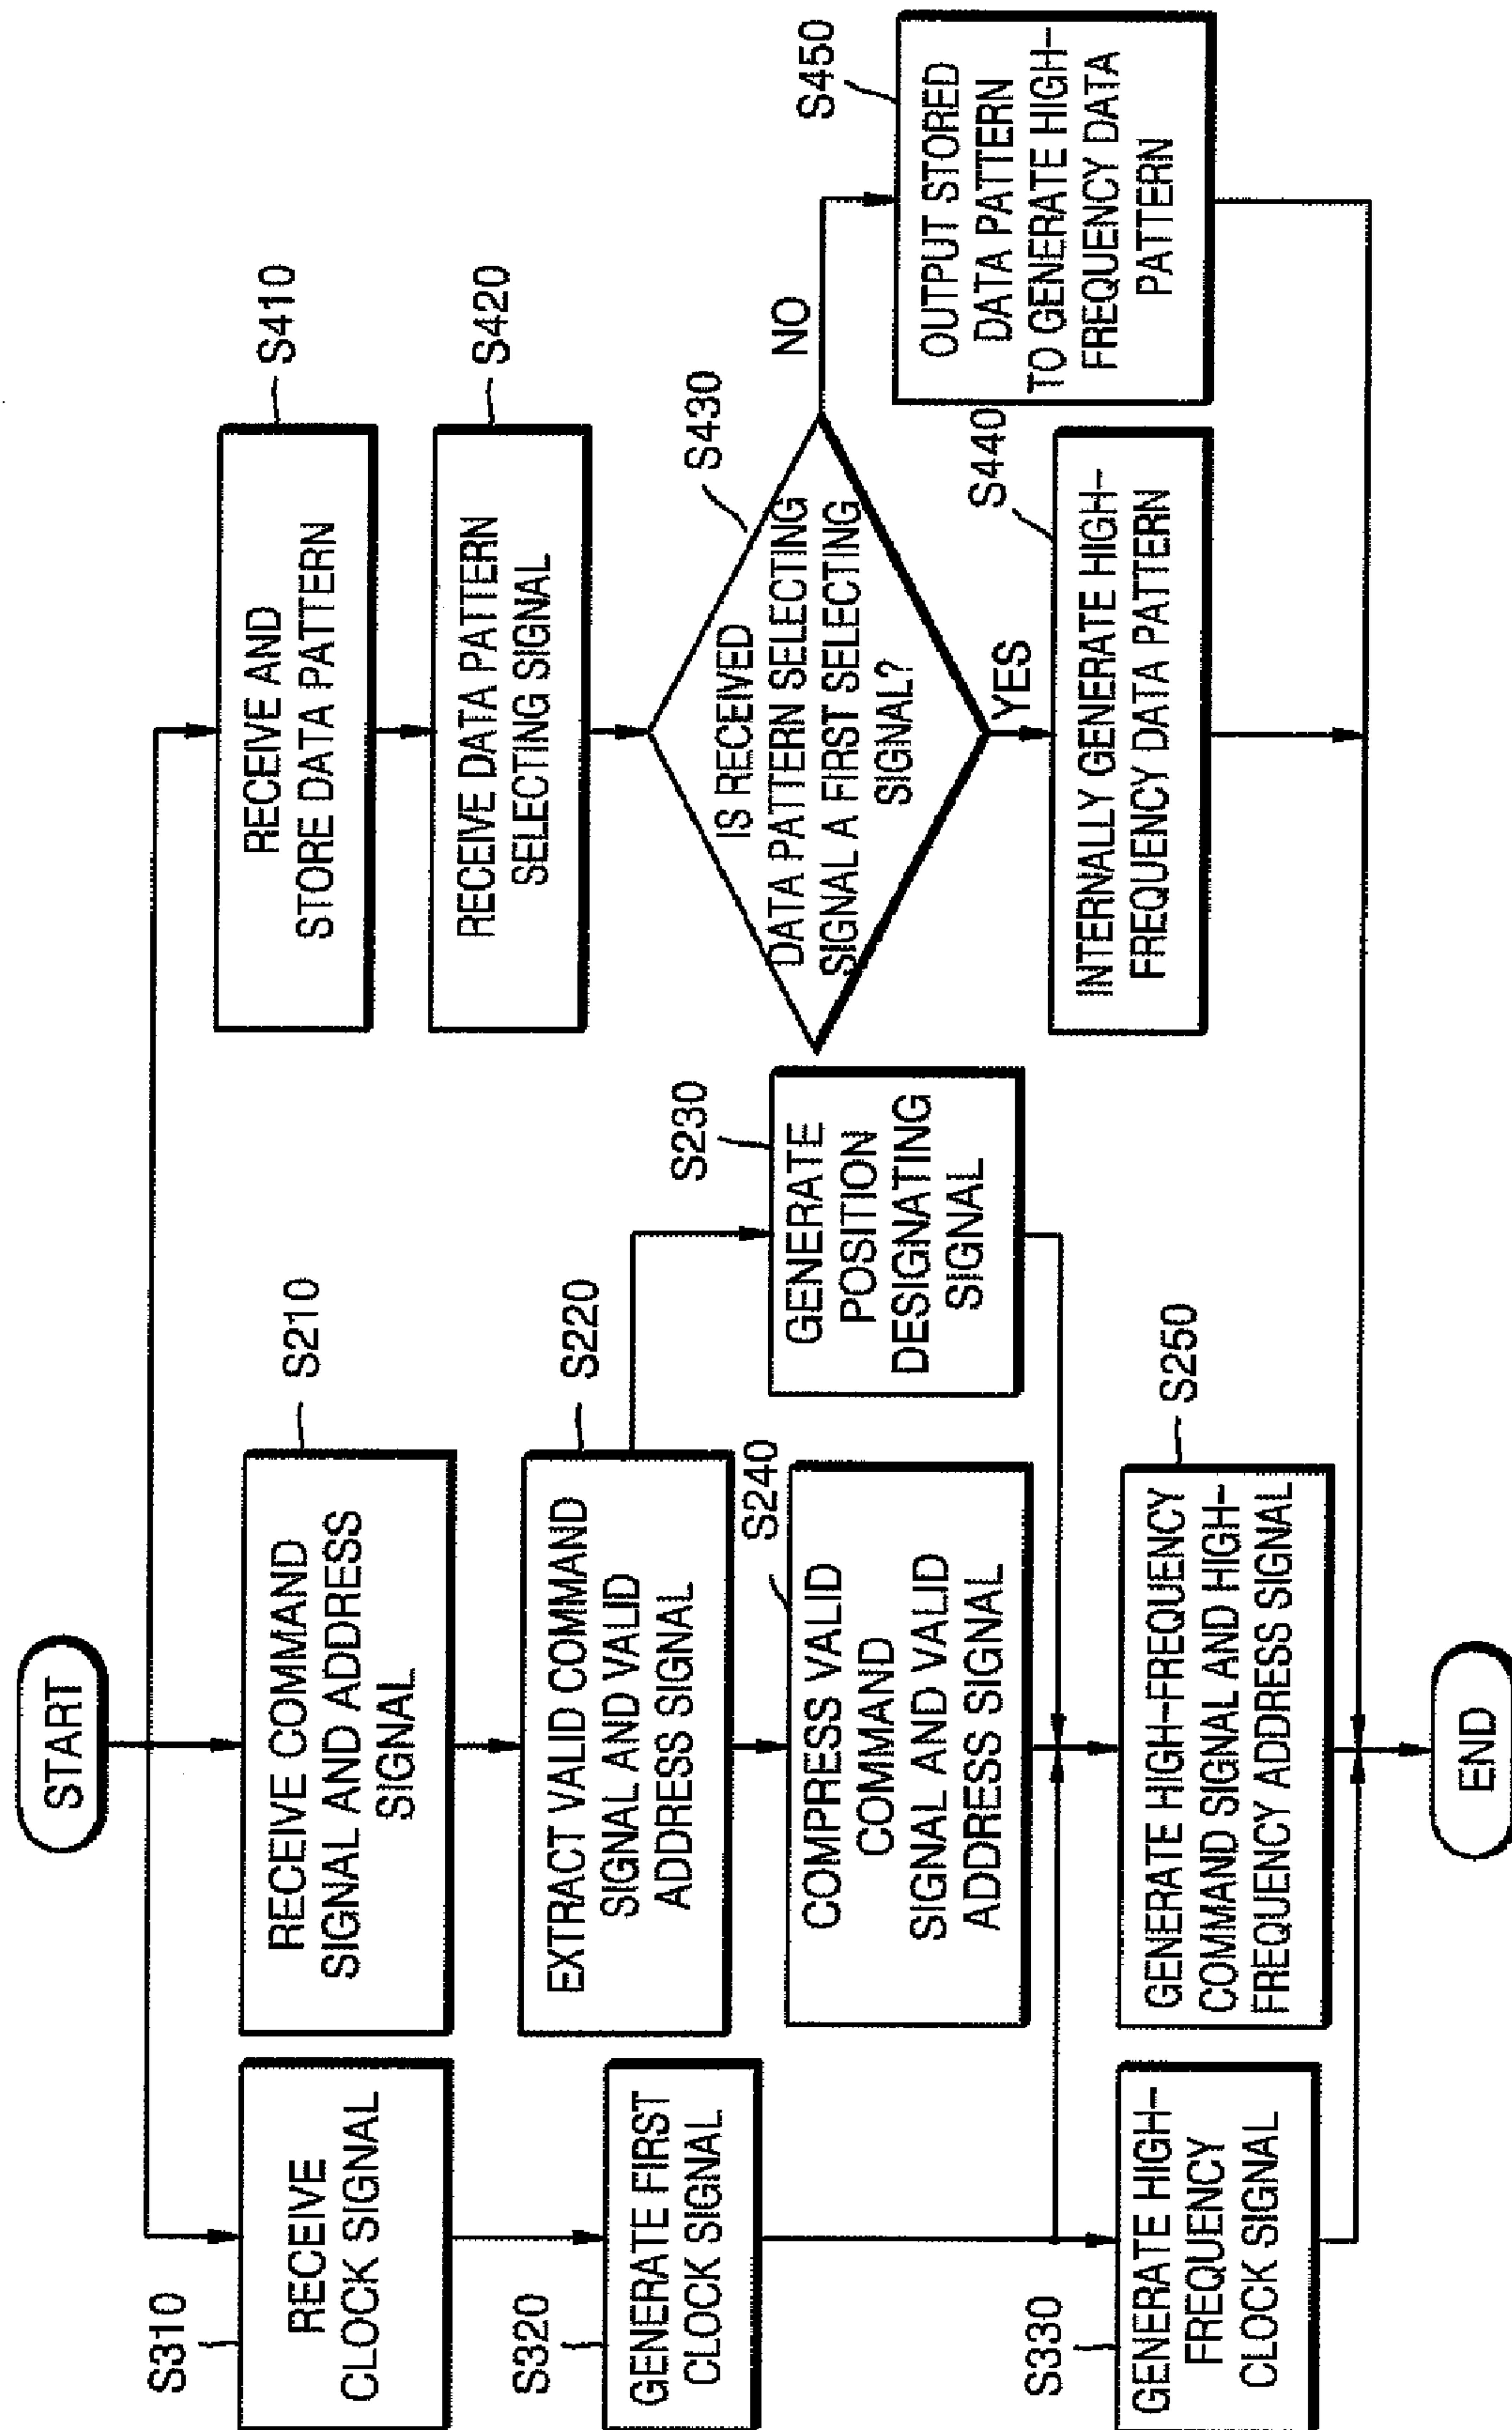 START
S310
RECEIVE
CLOCK SIGNAL
S320
GENERATE FIRST
CLOCK SIGNAL
S330
GENERATE HIGH-
FREQUENCY
CLOCK SIGNAL
S210
RECEIVE COMMAND
SIGNAL AND ADDRESS
SIGNAL
S220
EXTRACT VALID COMMAND
SIGNAL AND VALID
ADDRESS SIGNAL
S230
GENERATE
POSITION
DESIGNATING
SIGNAL
S240
COMPRESS VALID
COMMAND
SIGNAL AND VALID
ADDRESS SIGNAL
S250
GENERATE HIGH-FREQUENCY
COMMAND SIGNAL AND HIGH-
FREQUENCY ADDRESS SIGNAL
S410
RECEIVE AND
STORE DATA PATTERN
S420
RECEIVE DATA PATTERN
SELECTING SIGNAL
S430
IS RECEIVED
DATA PATTERN SELECTING
SIGNAL A FIRST SELECTING
SIGNAL?
NO
YES
S440
INTERNALLY GENERATE HIGH-
FREQUENCY DATA PATTERN
S450
OUTPUT STORED
DATA PATTERN
TO GENERATE HIGH-
FREQUENCY DATA
PATTERN
END